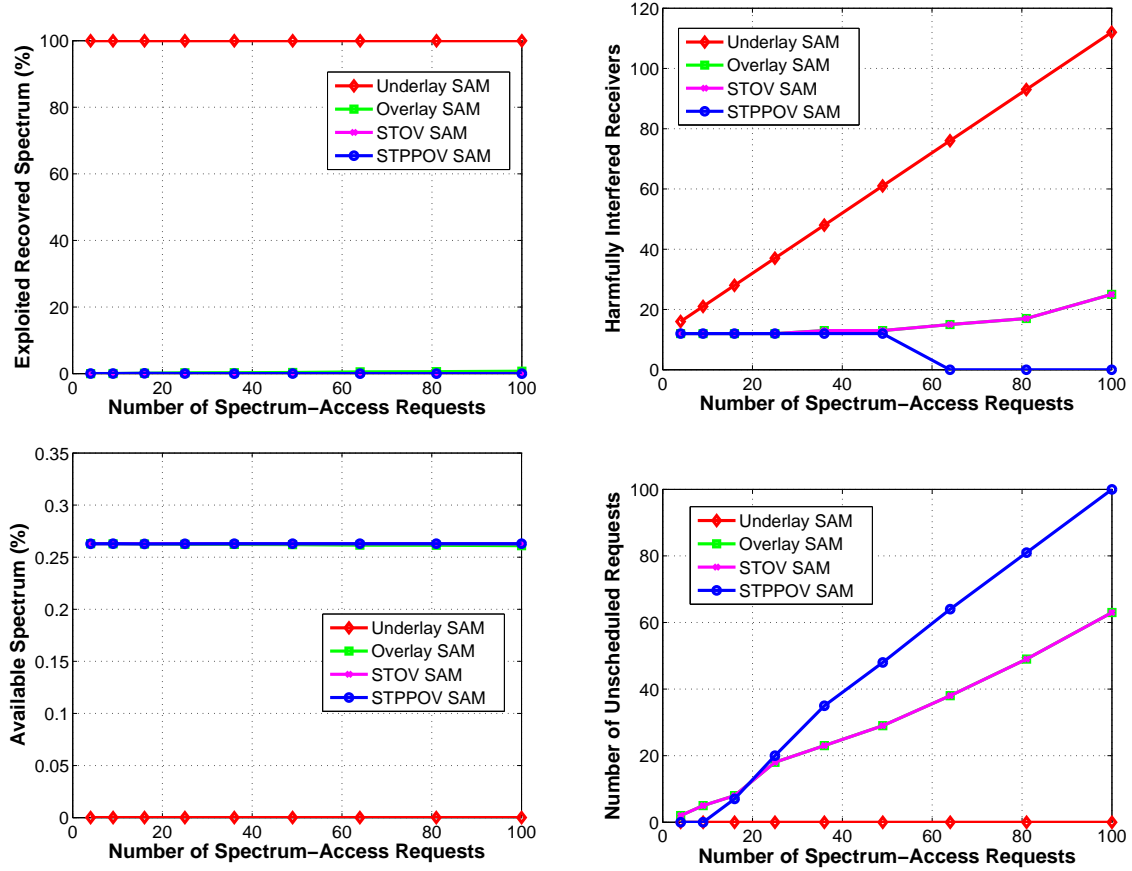 Exploited Recovred Spectrum (%)
100
80
60
40
20
0
Underlay SAM
Overlay SAM
STOV SAM
STPPOV SAM
0 20 40 60 80 100
Number of Spectrum−Access Requests
Harmfully Interfered Receivers
120
100
80
60
40
20
0
Underlay SAM
Overlay SAM
STOV SAM
STPPOV SAM
0 20 40 60 80 100
Number of Spectrum−Access Requests
Available Spectrum (%)
0.35
0.3
0.25
0.2
0.15
0.1
0.05
0
Underlay SAM
Overlay SAM
STOV SAM
STPPOV SAM
0 20 40 60 80 100
Number of Spectrum−Access Requests
Number of Unscheduled Requests
100
80
60
40
20
0
Underlay SAM
Overlay SAM
STOV SAM
STPPOV SAM
0 20 40 60 80 100
Number of Spectrum−Access Requests